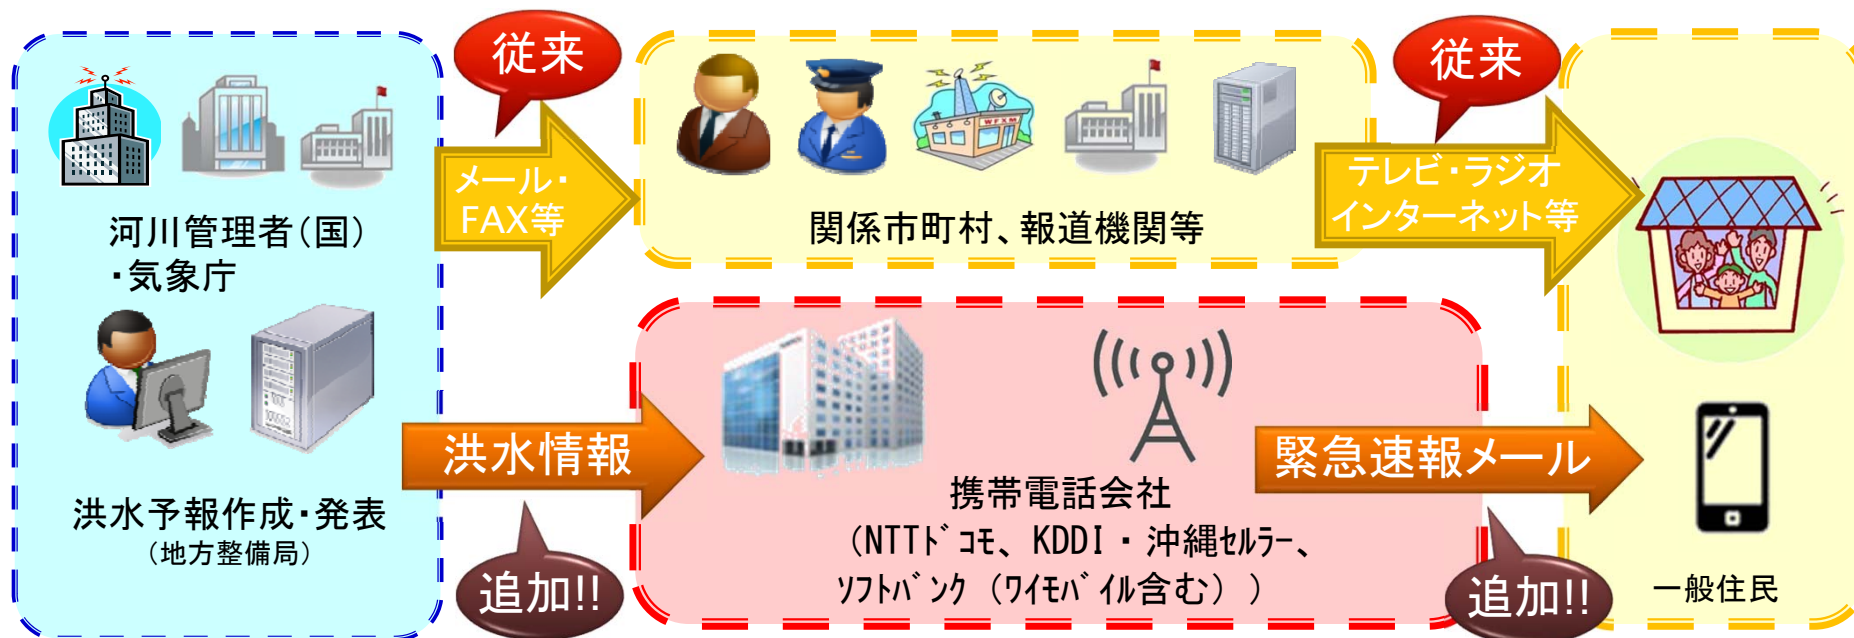 従来
従来
メール・
FAX等
WFXM
テレビ・ラジオ
インターネット等
河川管理者(国)
・気象庁
関係市町村、報道機関等
洪水情報
緊急速報メール
携帯電話会社
(NTTﾄﾞｺﾓ、KDDI・沖縄ｾﾙﾗｰ、
ｿﾌﾄﾊﾞﾝｸ(ﾜｲﾓﾊﾞｲﾙ含む))
洪水予報作成・発表
(地方整備局)
追加!!
追加!!
一般住民